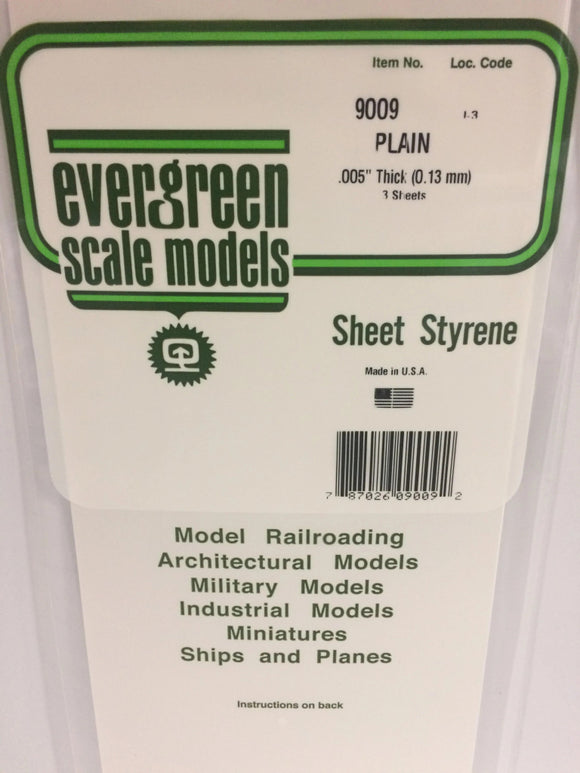 Item No. Loc. Code
9009 L3
PLAIN
.005" Thick (0.13 mm)
3 Sheets
evergreen
scale models
Sheet Styrene
Made in U.S.A.
7 87026 09009 2
Model Railroading
Architectural Models
Military Models
Industrial Models
Miniatures
Ships and Planes
Instructions on back